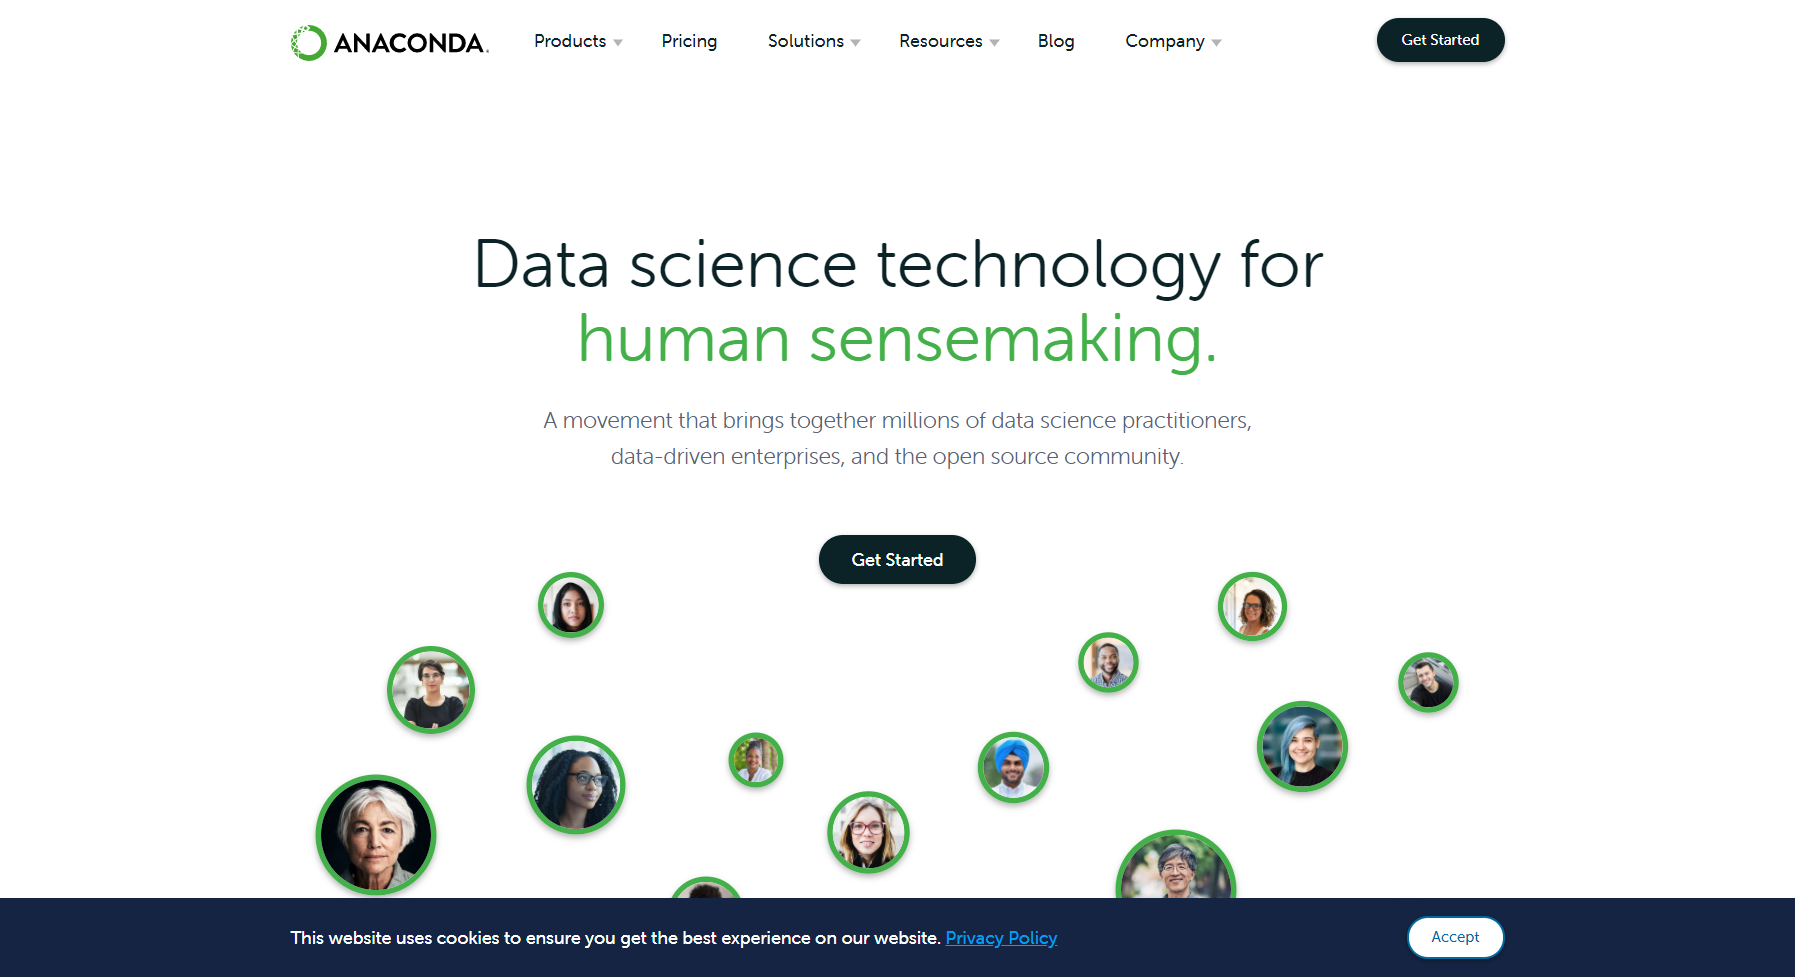 ANACONDA.
Products
Pricing
Solutions
Resources
Blog
Company
Get Started
Data science technology for
human sensemaking.
A movement that brings together millions of data science practitioners,
data-driven enterprises, and the open source community.
Get Started
This website uses cookies to ensure you get the best experience on our website. Privacy Policy
Accept